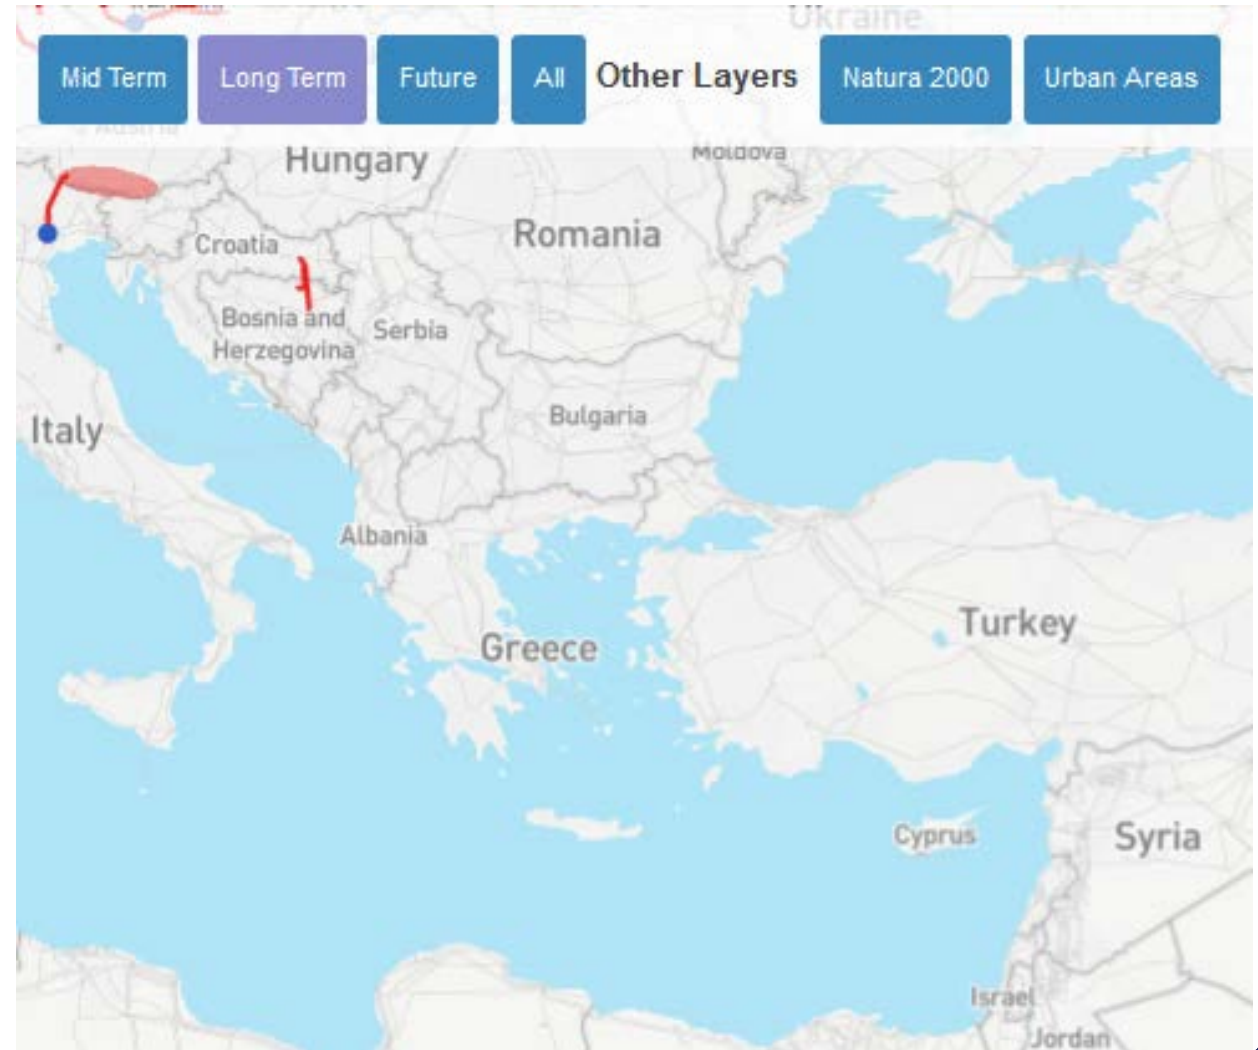 Ukraine
Mid Term Long Term Future All Other Layers Natura 2000 Urban Areas
Austria
Hungary
Moldova
Romania
Croatia
Bosnia and
Herzegovina
Serbia
Italy
Bulgaria
Albania
Turkey
Greece
Cyprus
Syria
Israel
Jordan